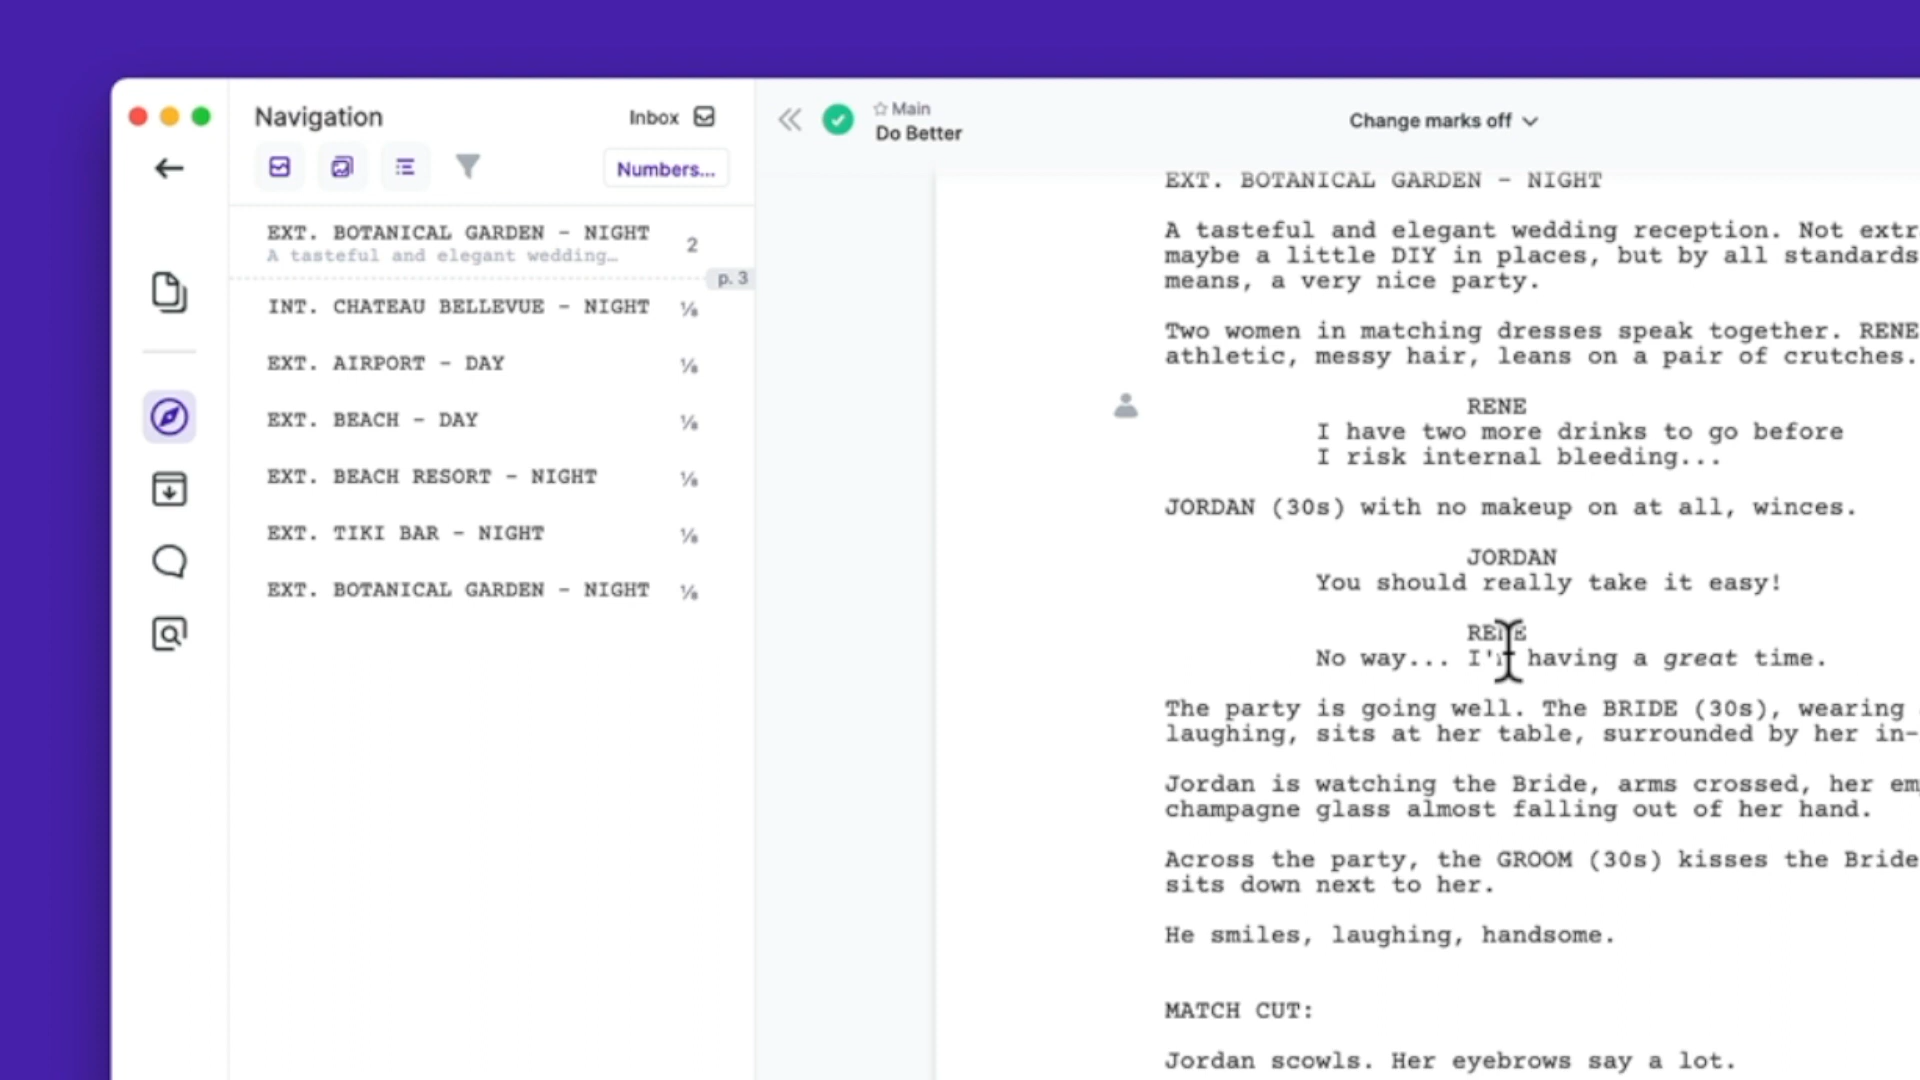 Navigation
Inbox
Numbers...
EXT. BOTANICAL GARDEN - NIGHT
2
A tasteful and elegant wedding…
p. 3
INT. CHATEAU BELLEVUE - NIGHT
⅛
EXT. AIRPORT - DAY
⅛
EXT. BEACH - DAY
⅛
EXT. BEACH RESORT - NIGHT
⅛
EXT. TIKI BAR - NIGHT
⅛
EXT. BOTANICAL GARDEN - NIGHT
⅛
Main
Do Better
Change marks off
EXT. BOTANICAL GARDEN - NIGHT
A tasteful and elegant wedding reception. Not extr
maybe a little DIY in places, but by all standards
means, a very nice party.
Two women in matching dresses speak together. RENE
athletic, messy hair, leans on a pair of crutches.
RENE
I have two more drinks to go before
I risk internal bleeding...
JORDAN (30s) with no makeup on at all, winces.
JORDAN
You should really take it easy!
RENE
No way... I'm having a great time.
The party is going well. The BRIDE (30s), wearing
laughing, sits at her table, surrounded by her in-
Jordan is watching the Bride, arms crossed, her em
champagne glass almost falling out of her hand.
Across the party, the GROOM (30s) kisses the Bride
sits down next to her.
He smiles, laughing, handsome.
MATCH CUT:
Jordan scowls. Her eyebrows say a lot.